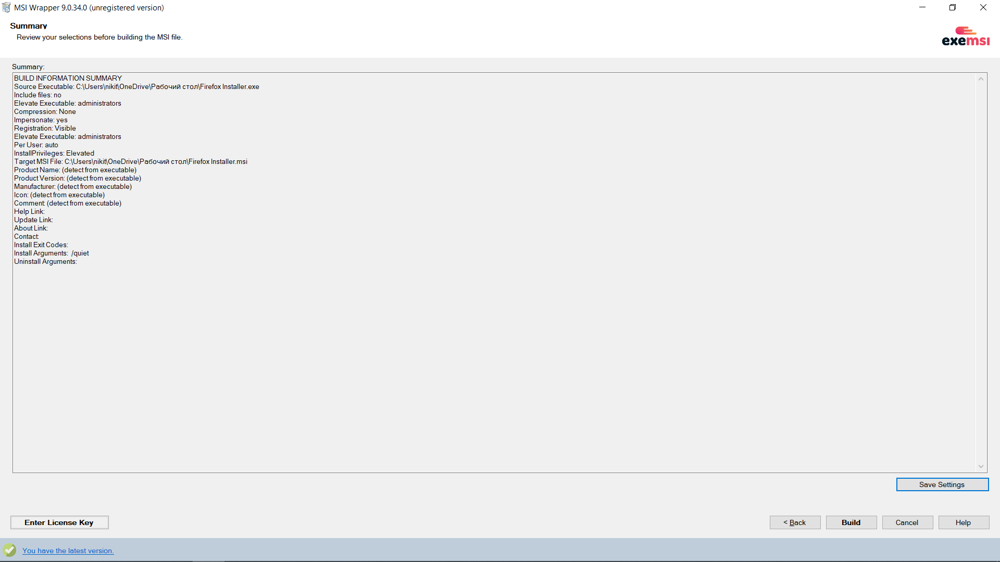 MSI Wrapper 9.0.34.0 (unregistered version)
Summary
Review your selections before building the MSI file.
exemsi
Summary:
BUILD INFORMATION SUMMARY
Source Executable: C:\Users\nikit\OneDrive\Рабочий стол\Firefox Installer.exe
Include files: no
Elevate Executable: administrators
Compression: None
Impersonate: yes
Registration: Visible
Elevate Executable: administrators
Per User: auto
InstallPrivileges: Elevated
Target MSI File: C:\Users\nikit\OneDrive\Рабочий стол\Firefox Installer.msi
Product Name: (detect from executable)
Product Version: (detect from executable)
Manufacturer: (detect from executable)
Icon: (detect from executable)
Comment: (detect from executable)
Help Link:
Update Link:
About Link:
Contact:
Install Exit Codes:
Install Arguments:  /quiet
Uninstall Arguments:
Save Settings
Enter License Key
< Back
Build
Cancel
Help
You have the latest version.